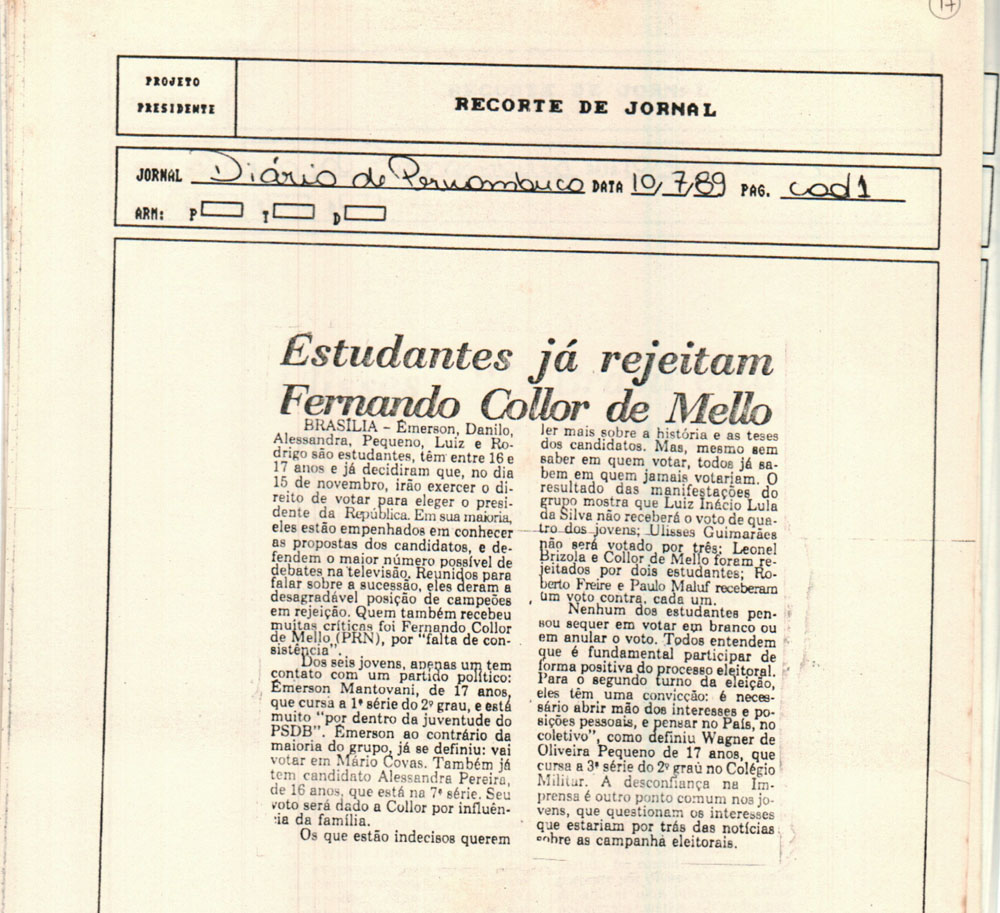 17
PROJETO
PRESIDENTE
RECORTE DE JORNAL
JORNAL Diário de Pernambuco DATA 10/7/89 PAG. cad1
ARM: P T D
Estudantes já rejeitam
Fernando Collor de Mello
BRASÍLIA - Émerson, Danilo,
Alessandra, Pequeno, Luiz e Ro-
drigo são estudantes, têm entre 16 e
17 anos e já decidiram que, no dia
15 de novembro, irão exercer o di-
reito de votar para eleger o presi-
dente da República. Em sua maioria,
eles estão empenhados em conhecer
as propostas dos candidatos, e de-
fendem o maior número possível de
debates na televisão. Reunidos para
falar sobre a sucessão, eles deram a
desagradável posição de campeões
em rejeição. Quem também recebeu
muitas críticas foi Fernando Collor
de Mello (PRN), por "falta de con-
sistência".
Dos seis jovens, apenas um tem
contato com um partido político:
Émerson Mantovani, de 17 anos,
que cursa a 1ª série do 2º grau, e está
muito "por dentro da juventude do
PSDB". Émerson ao contrário da
maioria do grupo, já se definiu: vai
votar em Mário Covas. Também já
tem candidato Alessandra Pereira,
de 16 anos, que está na 7ª série. Seu
voto será dado a Collor por influên-
cia da família.
Os que estão indecisos querem
ler mais sobre a história e as teses
dos candidatos. Mas, mesmo sem
saber em quem votar, todos já sa-
bem em quem jamais votariam. O
resultado das manifestações do
grupo mostra que Luiz Inácio Lula
da Silva não receberá o voto de qua-
tro dos jovens; Ulisses Guimarães
não será votado por três; Leonel
Brizola e Collor de Mello foram re-
jeitados por dois estudantes; Ro-
berto Freire e Paulo Maluf receberam
um voto contra, cada um.
Nenhum dos estudantes pen-
sou sequer em votar em branco ou
em anular o voto. Todos entendem
que é fundamental participar de
forma positiva do processo eleitoral.
Para o segundo turno da eleição,
eles têm uma convicção: é neces-
sário abrir mão dos interesses e po-
sições pessoais, e pensar no País, no
coletivo", como definiu Wagner de
Oliveira Pequeno de 17 anos, que
cursa a 3ª série do 2º grau no Colégio
Militar. A desconfiança na Im-
prensa é outro ponto comum nos jo-
vens, que questionam os interesses
que estariam por trás das notícias
sobre as campanha eleitorais.